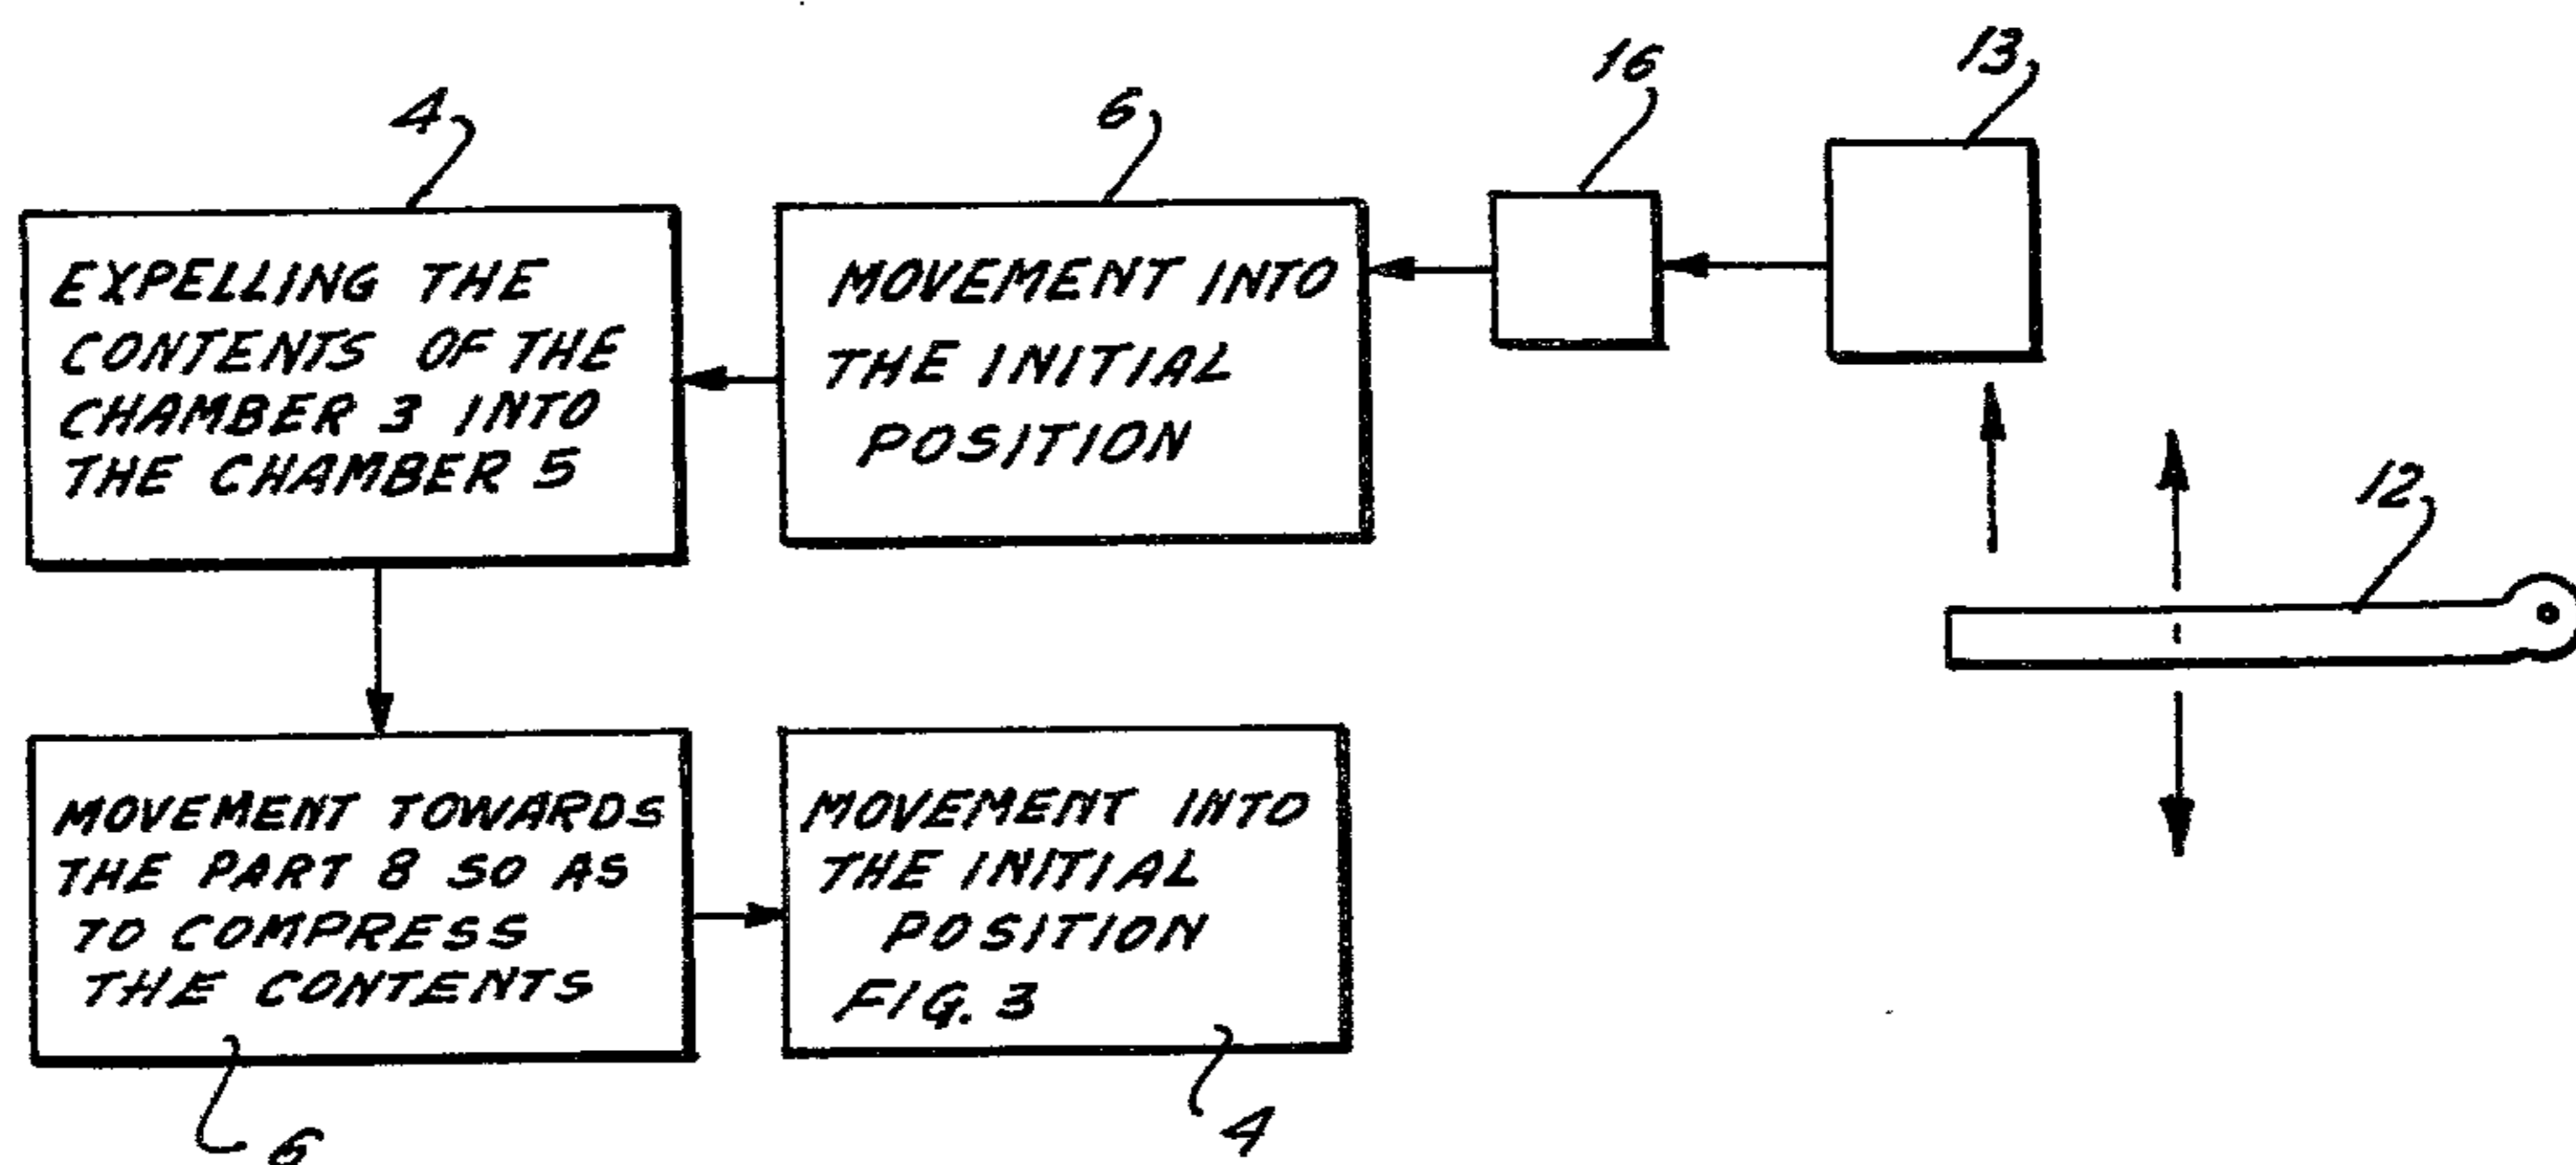 4
6
16
13
EXPELLING THE
CONTENTS OF THE
CHAMBER 3 INTO
THE CHAMBER 5
MOVEMENT INTO
THE INITIAL
POSITION
12
MOVEMENT TOWARDS
THE PART 8 SO AS
TO COMPRESS
THE CONTENTS
MOVEMENT INTO
THE INITIAL
POSITION
FIG. 3
6
4